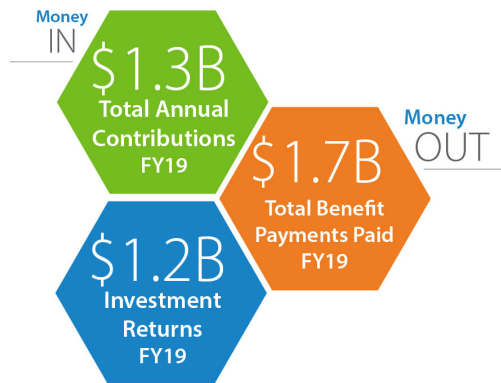 Money
IN
$1.3B
Total Annual
Contributions
FY19
Money
OUT
$1.7B
Total Benefit
Payments Paid
FY19
$1.2B
Investment
Returns
FY19